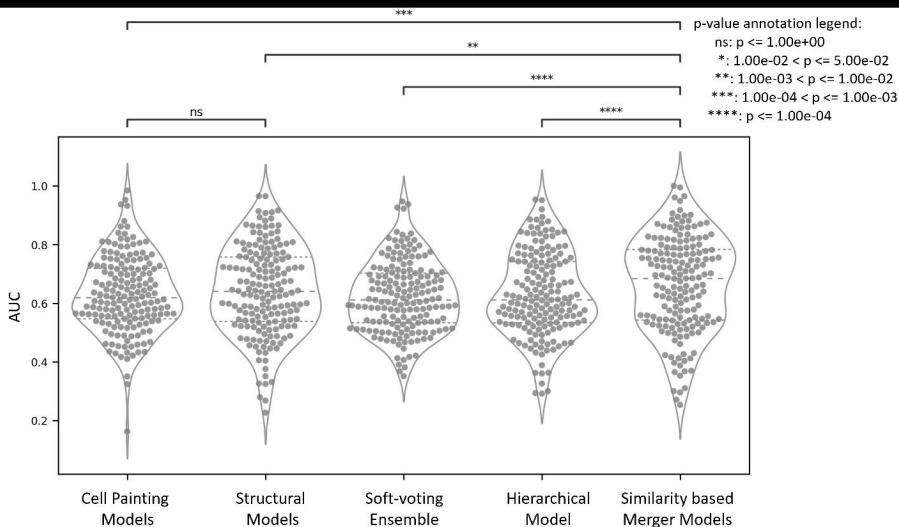 ***
**
****
ns
****
p-value annotation legend:
ns: p <= 1.00e+00
*: 1.00e-02 < p <= 5.00e-02
**: 1.00e-03 < p <= 1.00e-02
***: 1.00e-04 < p <= 1.00e-03
****: p <= 1.00e-04
AUC
1.0
0.8
0.6
0.4
0.2
Cell Painting
Models
Structural
Models
Soft-voting
Ensemble
Hierarchical
Model
Similarity based
Merger Models